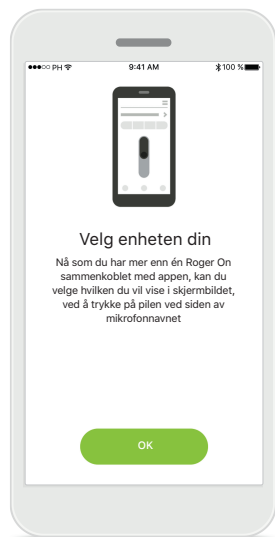 ●●●○○ PH 9:41 AM 100 %
Velg enheten din
Nå som du har mer enn én Roger On
sammenkoblet med appen, kan du
velge hvilken du vil vise i skjermbildet,
ved å trykke på pilen ved siden av
mikrofonnavnet
OK